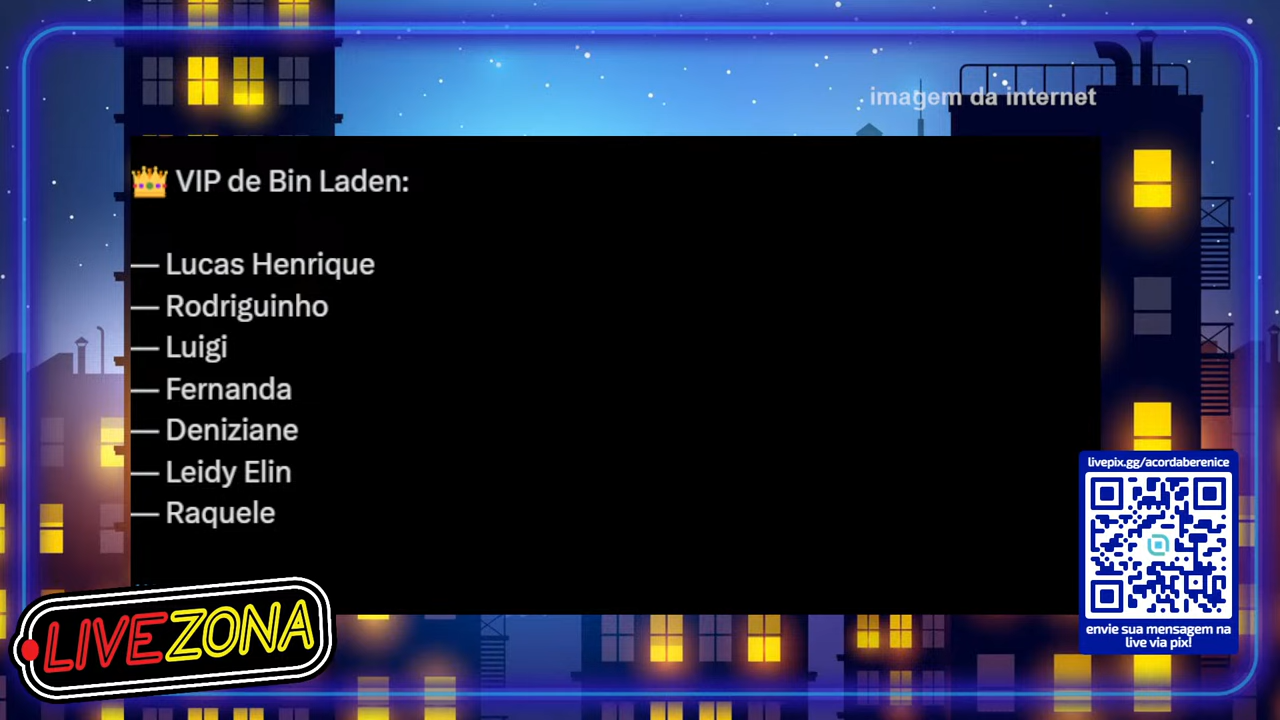 imagem da internet
👑 VIP de Bin Laden:
— Lucas Henrique
— Rodriguinho
— Luigi
— Fernanda
— Deniziane
— Leidy Elin
— Raquele
LIVEZONA
livepix.gg/acordaberenice
envie sua mensagem na
live via pix!